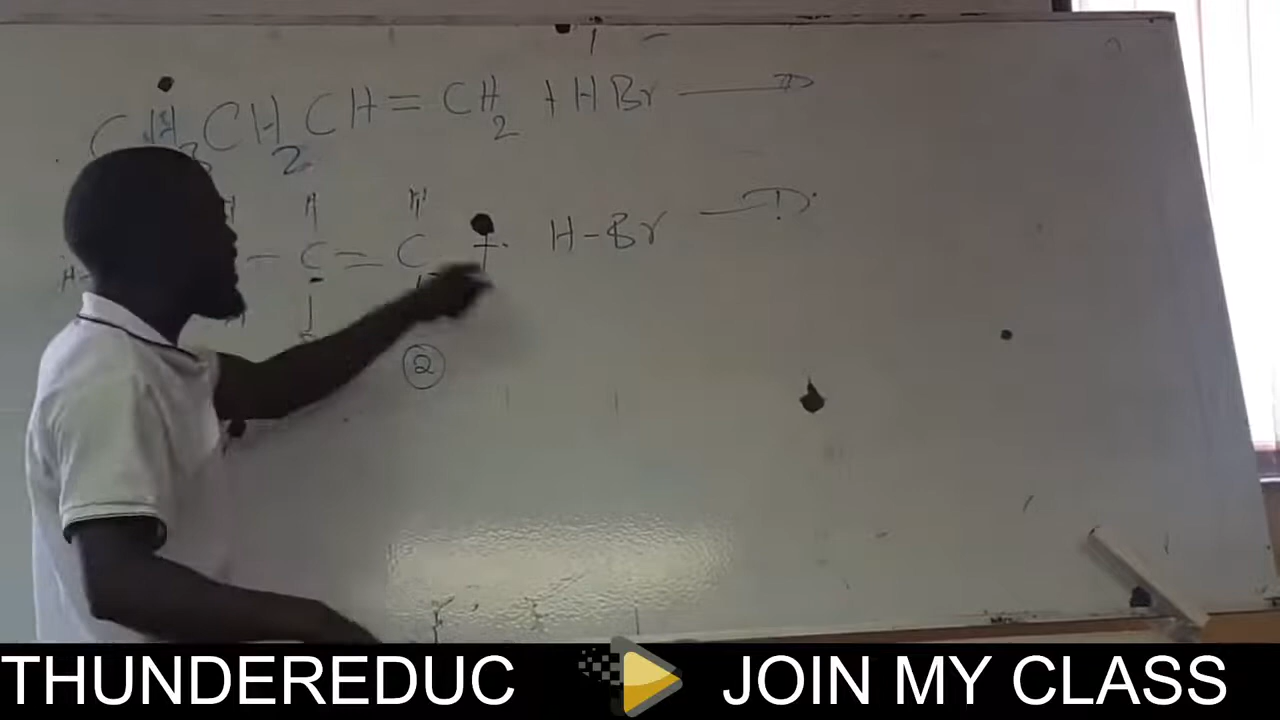 CH3CH2CH=CH2 + HBr →
H H H
H- - C = C + H-Br →
②
THUNDEREDUC JOIN MY CLASS